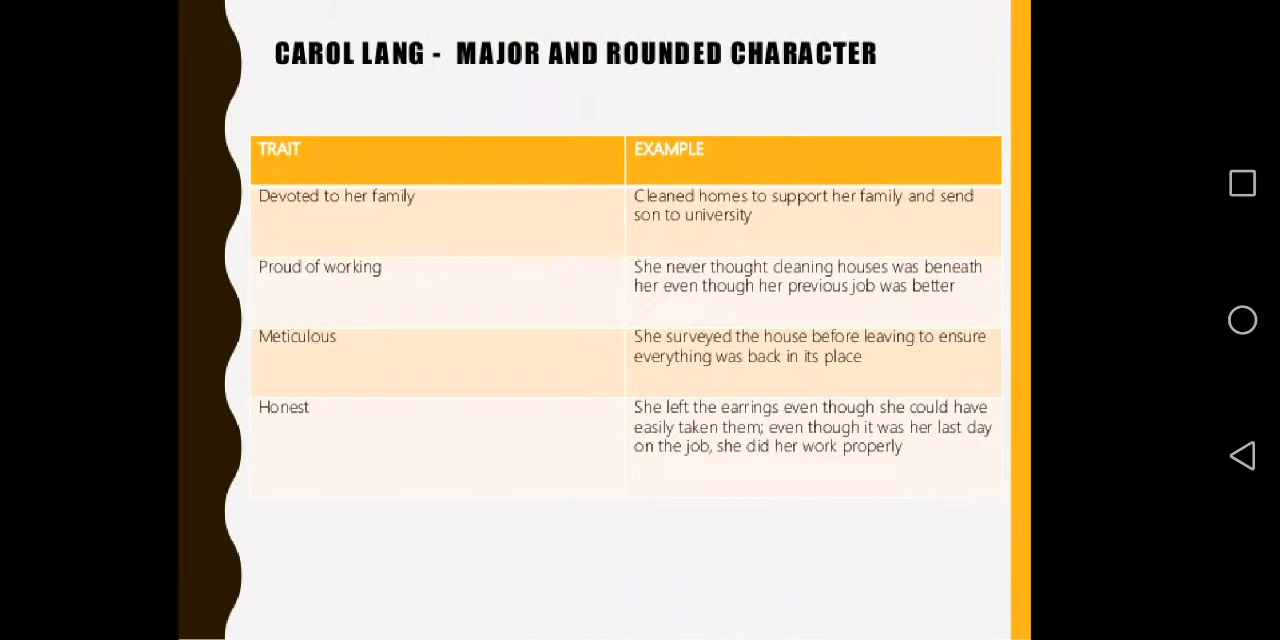 CAROL LANG - MAJOR AND ROUNDED CHARACTER
TRAIT
EXAMPLE
Devoted to her family
Cleaned homes to support her family and send
son to university
Proud of working
She never thought cleaning houses was beneath
her even though her previous job was better
Meticulous
She surveyed the house before leaving to ensure
everything was back in its place
Honest
She left the earrings even though she could have
easily taken them; even though it was her last day
on the job, she did her work properly